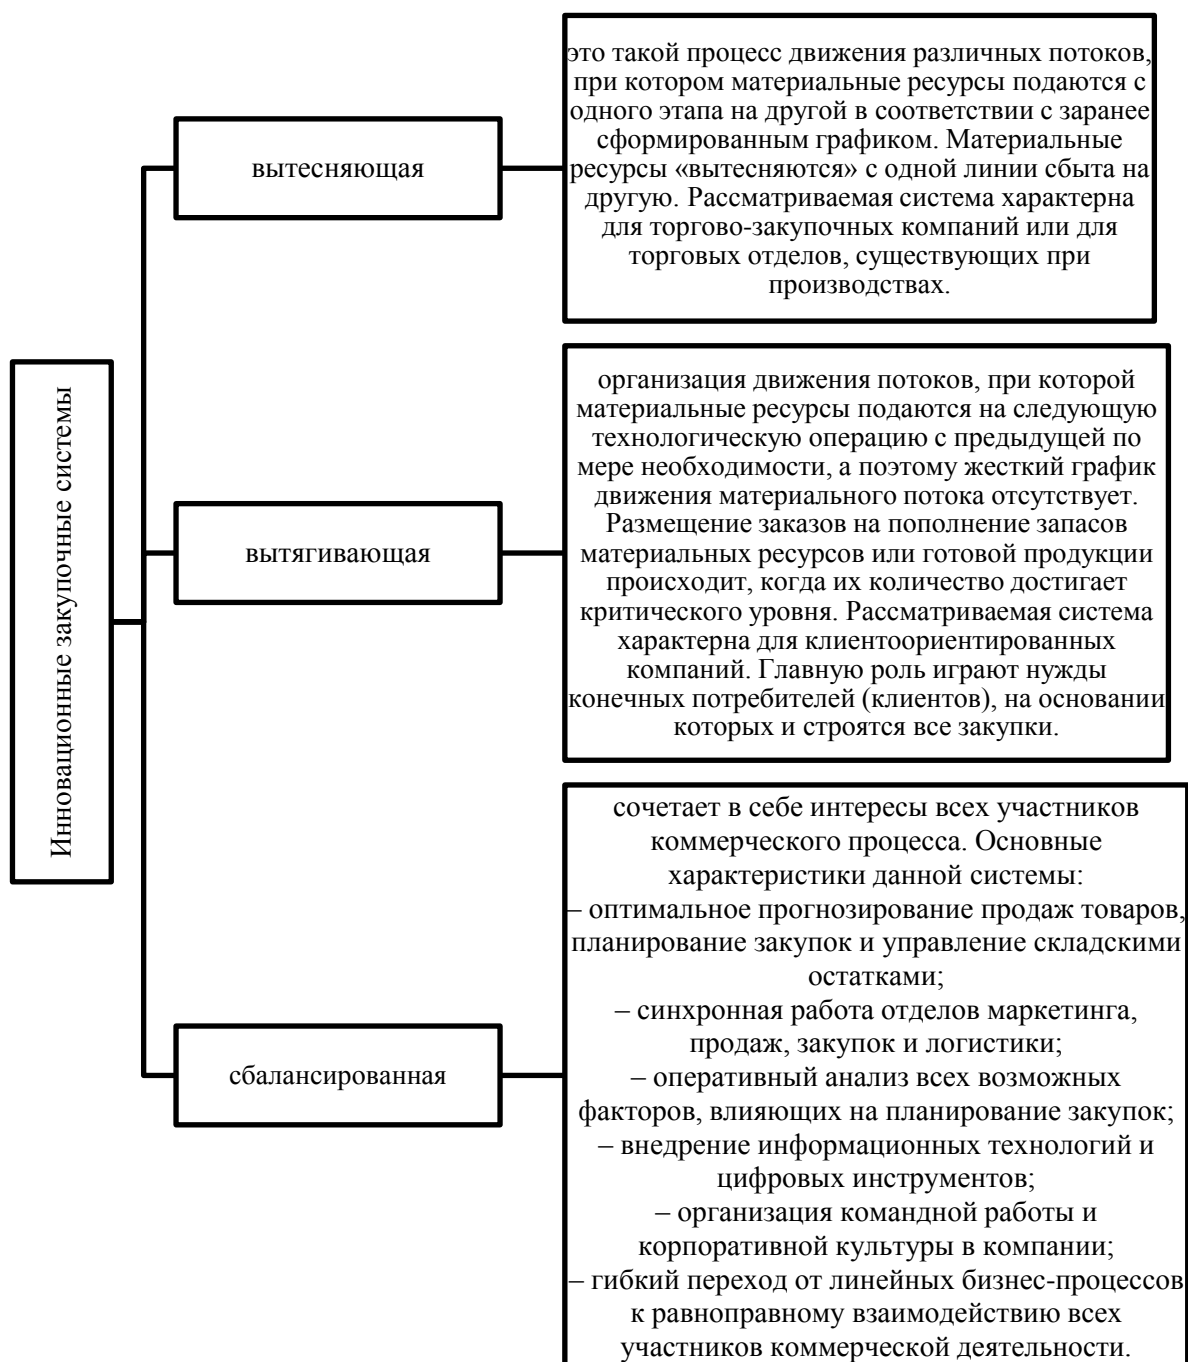 Инновационные закупочные системы
вытесняющая
это такой процесс движения различных потоков,
при котором материальные ресурсы подаются с
одного этапа на другой в соответствии с заранее
сформированным графиком. Материальные
ресурсы «вытесняются» с одной линии сбыта на
другую. Рассматриваемая система характерна
для торгово-закупочных компаний или для
торговых отделов, существующих при
производствах.
вытягивающая
организация движения потоков, при которой
материальные ресурсы подаются на следующую
технологическую операцию с предыдущей по
мере необходимости, а поэтому жесткий график
движения материального потока отсутствует.
Размещение заказов на пополнение запасов
материальных ресурсов или готовой продукции
происходит, когда их количество достигает
критического уровня. Рассматриваемая система
характерна для клиентоориентированных
компаний. Главную роль играют нужды
конечных потребителей (клиентов), на основании
которых и строятся все закупки.
сбалансированная
сочетает в себе интересы всех участников
коммерческого процесса. Основные
характеристики данной системы:
– оптимальное прогнозирование продаж товаров,
планирование закупок и управление складскими
остатками;
– синхронная работа отделов маркетинга,
продаж, закупок и логистики;
– оперативный анализ всех возможных
факторов, влияющих на планирование закупок;
– внедрение информационных технологий и
цифровых инструментов;
– организация командной работы и
корпоративной культуры в компании;
– гибкий переход от линейных бизнес-процессов
к равноправному взаимодействию всех
участников коммерческой деятельности.